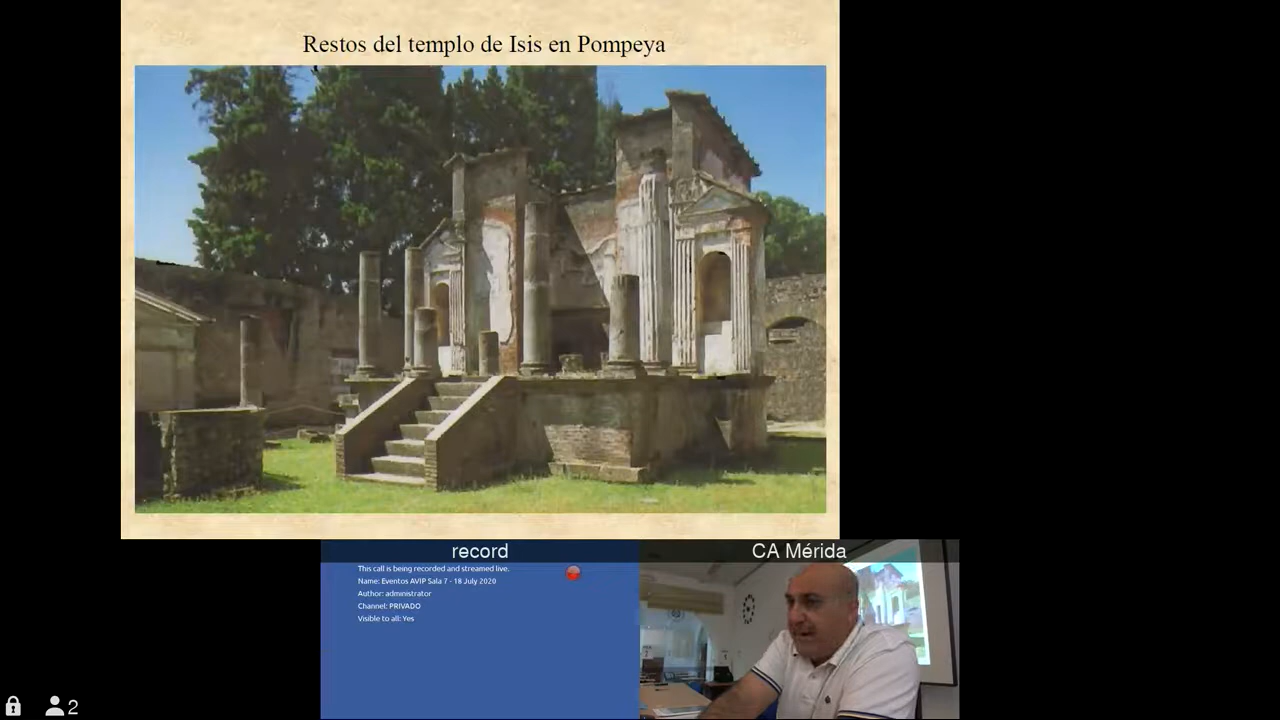 Restos del templo de Isis en Pompeya
record
This call is being recorded and streamed live.
Name: Eventos AVIP Sala 7 - 18 July 2020
Author: administrator
Channel: PRIVADO
Visible to all: Yes
CA Mérida
2